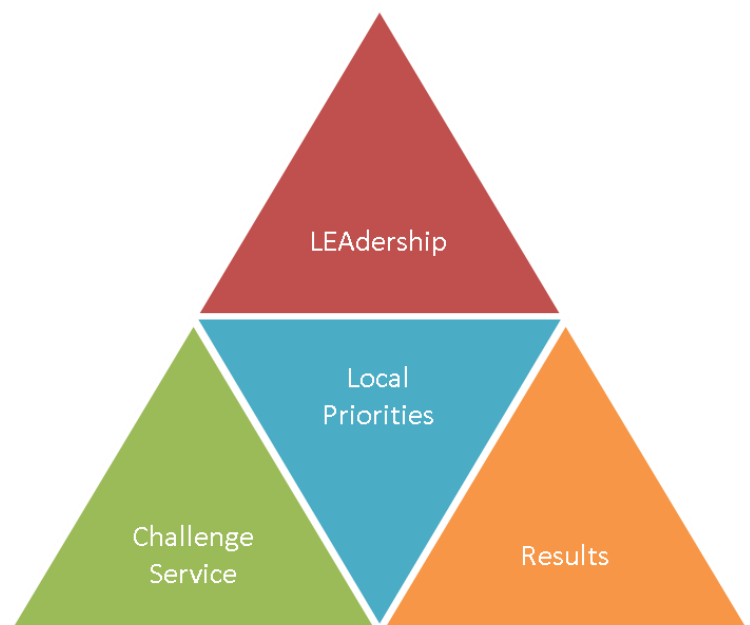 LEAdership
Local
Priorities
Challenge
Service
Results